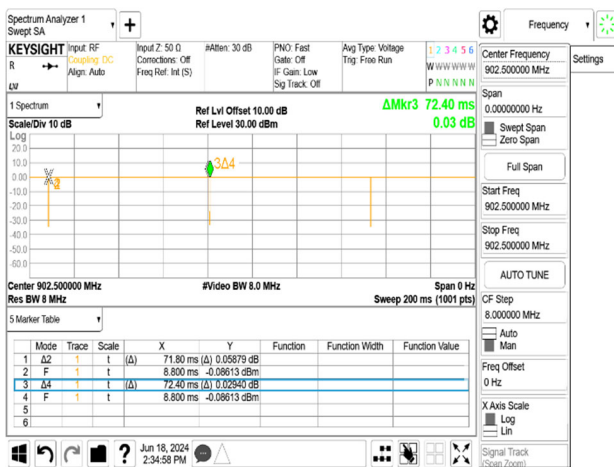 Spectrum Analyzer 1
Swept SA
+
Frequency
Settings
KEYSIGHT
R
LXI
Input: RF
Coupling: DC
Align: Auto
Input Z: 50 Ω
Corrections: Off
Freq Ref: Int (S)
#Atten: 30 dB
PNO: Fast
Gate: Off
IF Gain: Low
Sig Track: Off
Avg Type: Voltage
Trig: Free Run
1 2 3 4 5 6
W W W W W W
P N N N N N
1 Spectrum
Scale/Div 10 dB
Ref Lvl Offset 10.00 dB
Ref Level 30.00 dBm
ΔMkr3 72.40 ms
0.03 dB
Log
20.0
10.0
0.00
-10.0
-20.0
-30.0
-40.0
-50.0
-60.0
3Δ4
Center 902.500000 MHz
Res BW 8 MHz
#Video BW 8.0 MHz
Span 0 Hz
Sweep 200 ms (1001 pts)
5 Marker Table
Mode Trace Scale X Y Function Function Width Function Value
1 Δ2 1 t (Δ) 71.80 ms (Δ) 0.05879 dB
2 F 1 t 8.800 ms -0.08613 dBm
3 Δ4 1 t (Δ) 72.40 ms (Δ) 0.02940 dB
4 F 1 t 8.800 ms -0.08613 dBm
5
6
Jun 18, 2024
2:34:58 PM
Center Frequency
902.500000 MHz
Span
0.00000000 Hz
Swept Span
Zero Span
Full Span
Start Freq
902.500000 MHz
Stop Freq
902.500000 MHz
AUTO TUNE
CF Step
8.000000 MHz
Auto
Man
Freq Offset
0 Hz
X Axis Scale
Log
Lin
Signal Track
(Span Zoom)